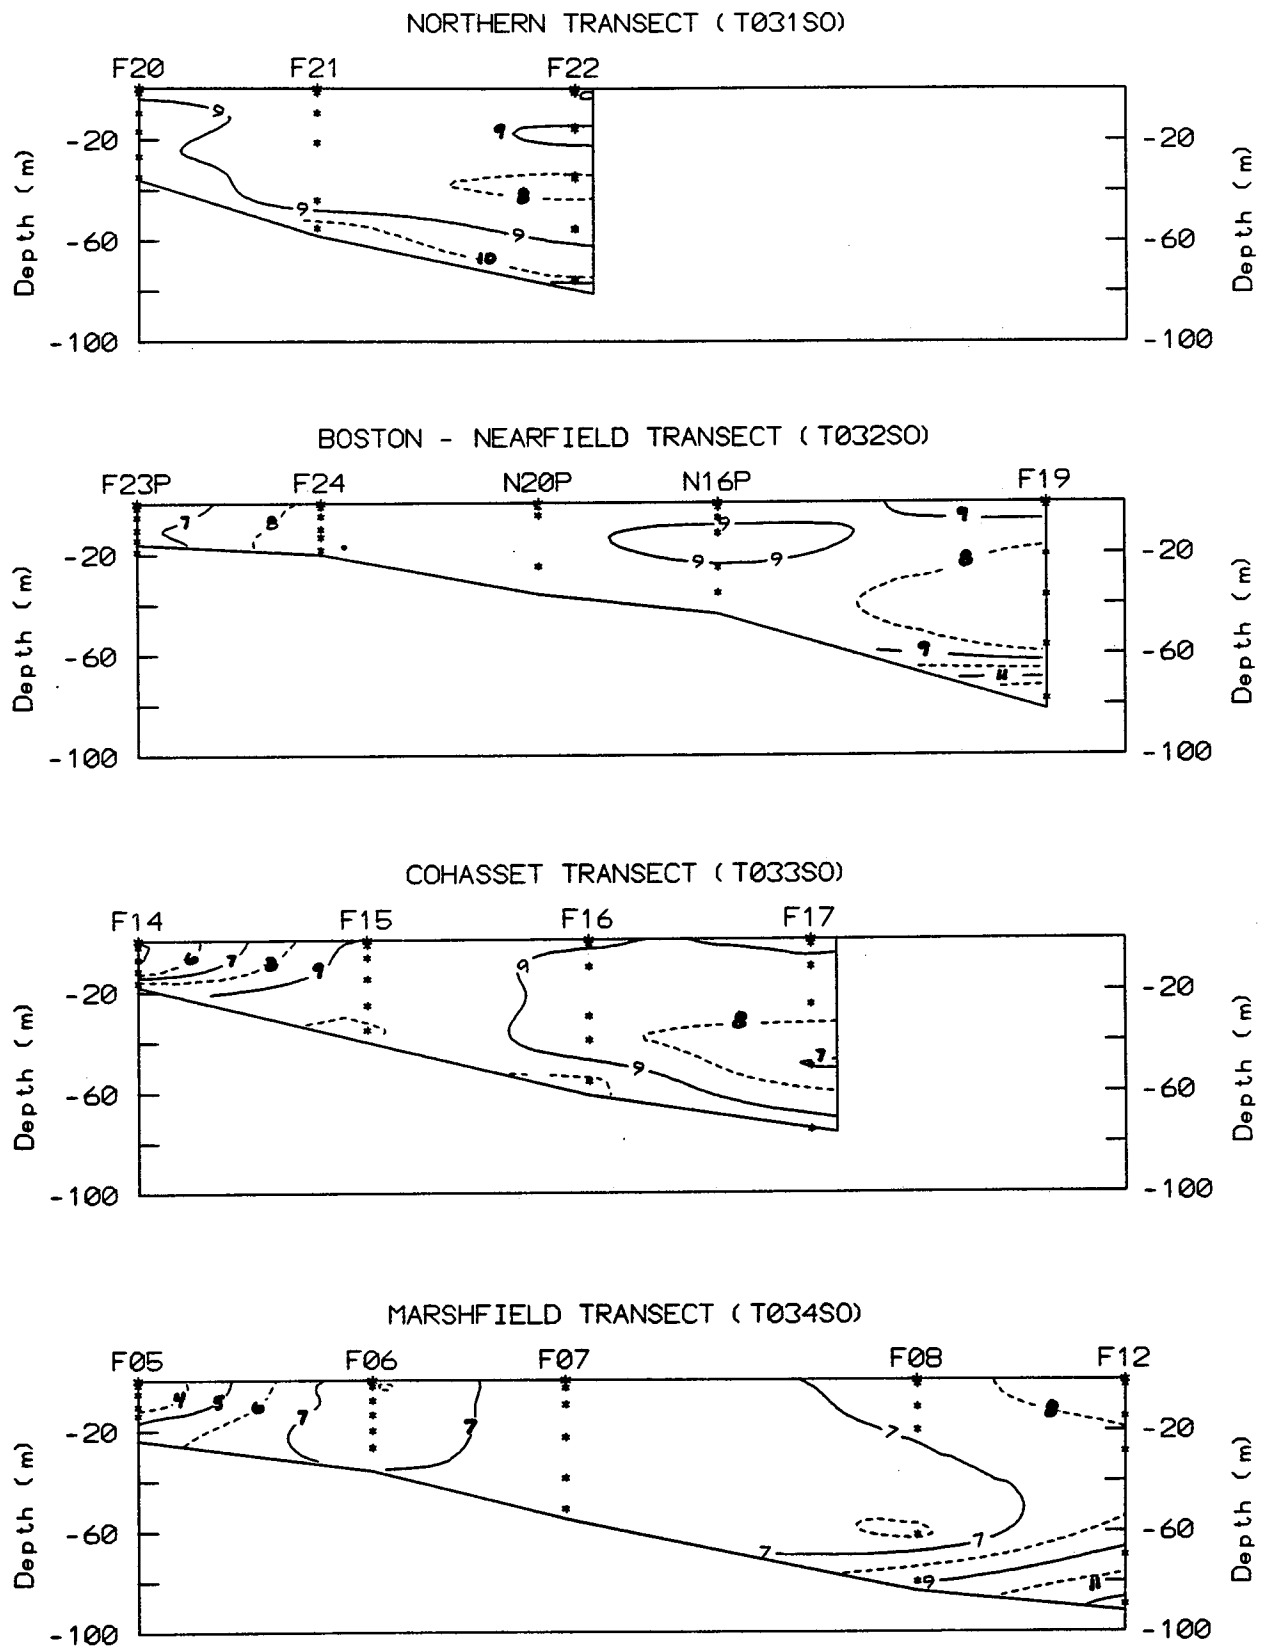 NORTHERN TRANSECT (T031SO)
F20 F21 F22
9
9
-20 -20
8
9
9
-60 -60
10
-100 -100
Depth (m) Depth (m)
BOSTON - NEARFIELD TRANSECT (T032SO)
F23P F24 N20P N16P F19
7 8 9 9
-20 9 9 8 -20
9
-60 -60
11
-100 -100
Depth (m) Depth (m)
COHASSET TRANSECT (T033SO)
F14 F15 F16 F17
6 7 8 9 9
-20 -20
8
7
9
-60 -60
-100 -100
Depth (m) Depth (m)
MARSHFIELD TRANSECT (T034SO)
F05 F06 F07 F08 F12
4 5 6 7 7 8
-20 7 -20
-60 -60
7 7
9 11
-100 -100
Depth (m) Depth (m)